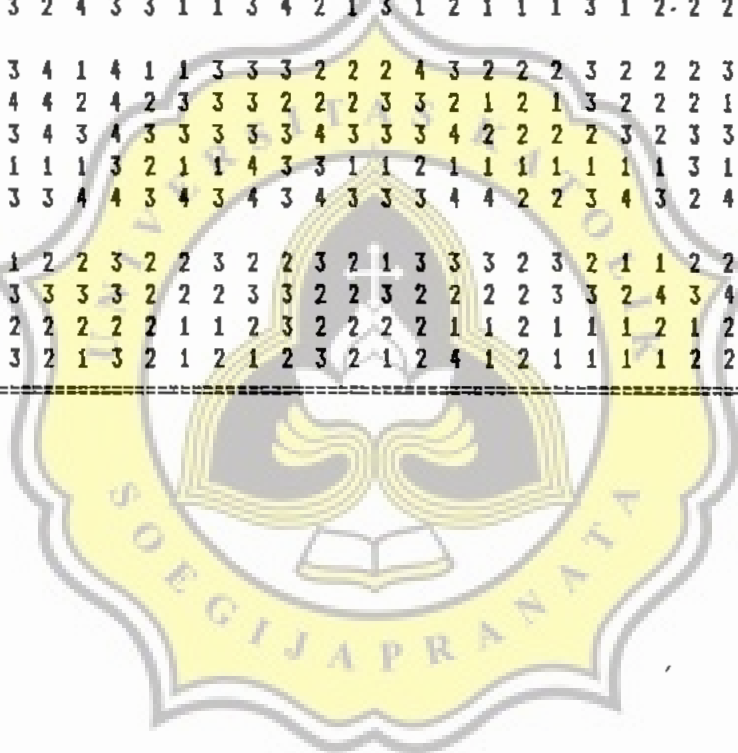 3 2 4 3 3 1 1 3 4 2 1 3 1 2 1 1 1 3 1 2 2 2
3 4 1 4 1 1 3 3 3 2 2 2 4 3 2 2 2 3 2 2 2 3
4 4 2 4 2 3 3 3 2 2 2 3 3 2 1 2 1 3 2 2 2 1
3 4 3 4 3 3 3 3 3 4 3 3 3 4 2 2 2 2 3 2 3 3
1 1 1 3 2 1 1 4 3 3 1 1 2 1 1 1 1 1 1 1 3 1
3 3 4 4 3 4 3 4 3 4 3 3 3 4 4 2 2 3 4 3 2 4
1 2 2 3 2 2 3 2 2 3 2 1 3 3 3 2 3 2 1 1 2 2
3 3 3 3 2 2 2 3 3 2 2 3 2 2 2 2 3 3 2 4 3 4
2 2 2 2 2 1 1 2 3 2 2 2 2 1 1 2 1 1 1 2 1 2
3 2 1 3 2 1 2 1 2 3 2 1 2 4 1 2 1 1 1 1 2 2
UNIVERSITAS KATOLIK
SOEGIJAPRANATA